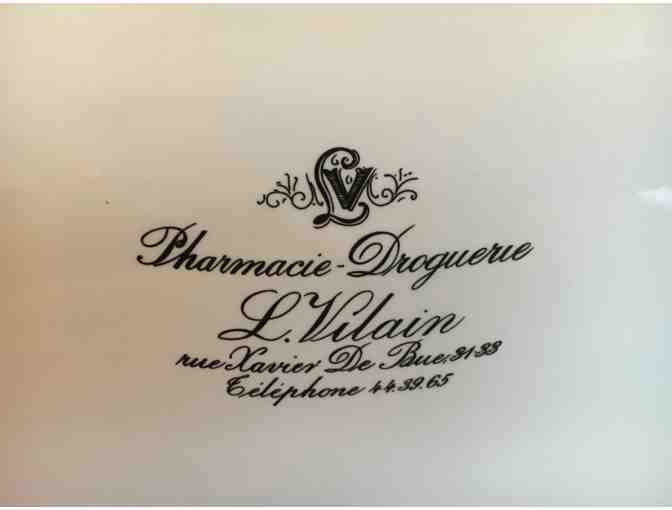 LV
Pharmacie-Droguerie
L. Vilain
rue Xavier De Bue, 31-33
Téléphone 44.39.65